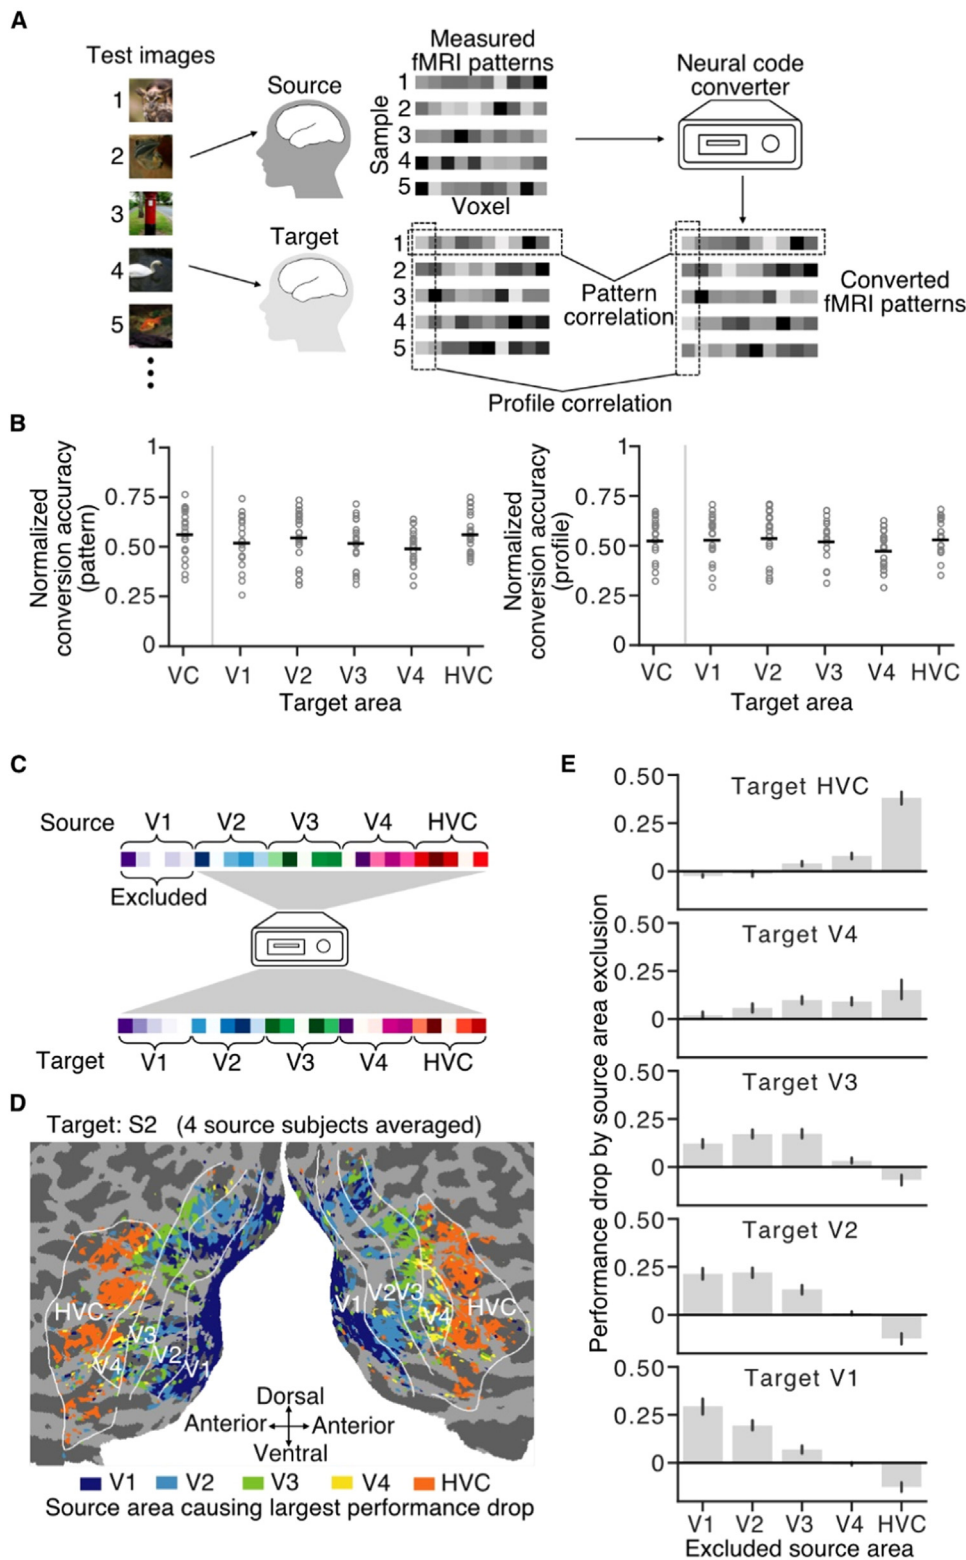 A
Test images
1
2
3
4
5
Source
Target
Measured
fMRI patterns
Sample
1
2
3
4
5
Voxel
1
2
3
4
5
Neural code
converter
Pattern
correlation
Converted
fMRI patterns
Profile correlation
B
Normalized
conversion accuracy
(pattern)
1
0.75
0.50
0.25
0
VC V1 V2 V3 V4 HVC
Target area
Normalized
conversion accuracy
(profile)
1
0.75
0.50
0.25
0
VC V1 V2 V3 V4 HVC
Target area
C
Source V1 V2 V3 V4 HVC
Excluded
Target V1 V2 V3 V4 HVC
D
Target: S2 (4 source subjects averaged)
HVC
V3
V4
V2
V1
V1
V2
V3
V4
HVC
Dorsal
Anterior Anterior
Ventral
V1 V2 V3 V4 HVC
Source area causing largest performance drop
E
Performance drop by source area exclusion
Target HVC
0.50
0.25
0
Target V4
0.50
0.25
0
Target V3
0.50
0.25
0
Target V2
0.50
0.25
0
Target V1
0.50
0.25
0
V1 V2 V3 V4 HVC
Excluded source area